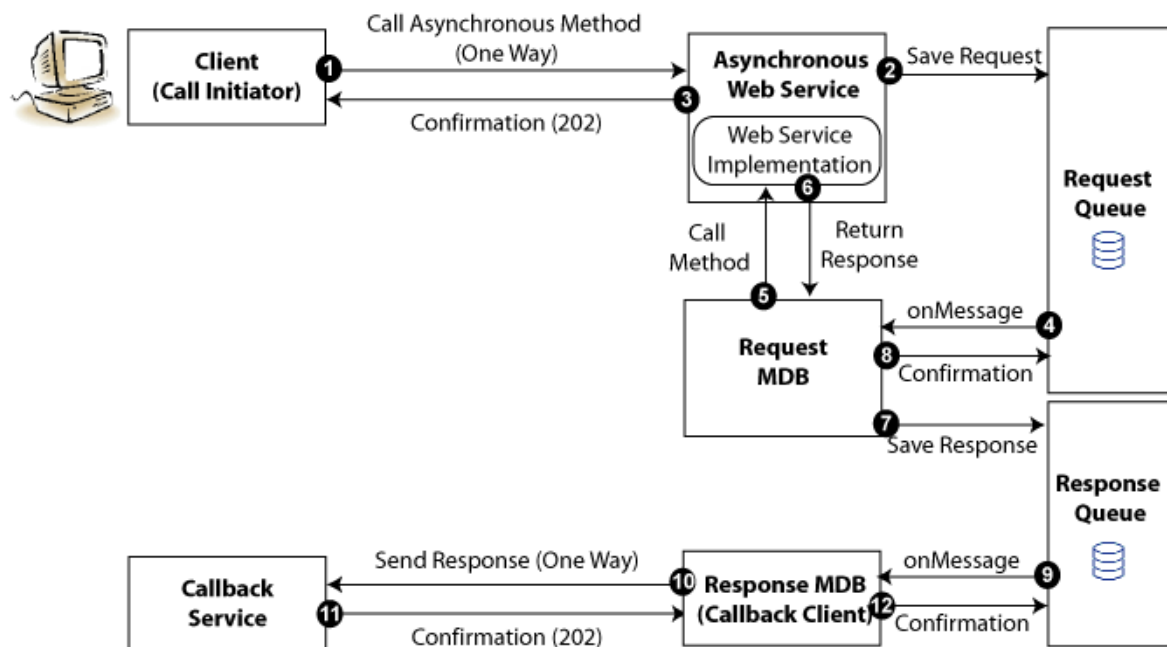 Call Asynchronous Method
(One Way)
Client
(Call Initiator)
1
Asynchronous
Web Service
2
Save Request
3
Confirmation (202)
Web Service
Implementation
6
Request
Queue
Call
Method
Return
Response
5
onMessage
4
Request
MDB
8
Confirmation
7
Save Response
Response
Queue
Send Response (One Way)
onMessage
9
Callback
Service
10
Response MDB
(Callback Client)
11
12
Confirmation (202)
Confirmation